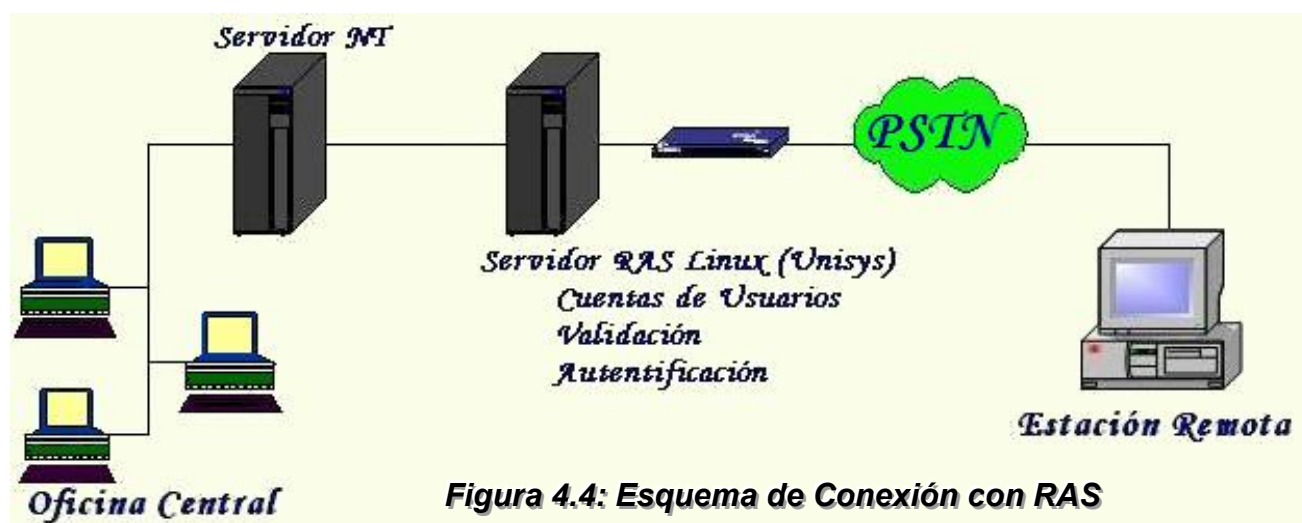 Servidor NT
PSTN
Servidor RAS Linux (Unisys)
Cuentas de Usuarios
Validación
Autentificación
Estación Remota
Oficina Central
Figura 4.4: Esquema de Conexión con RAS